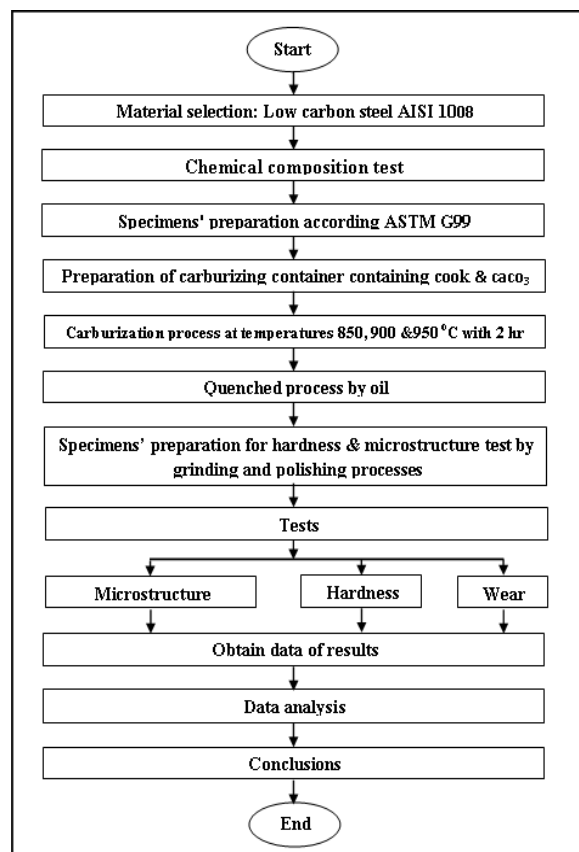 Start
Material selection: Low carbon steel AISI 1008
Chemical composition test
Specimens' preparation according ASTM G99
Preparation of carburizing container containing cook & caco₃
Carburization process at temperatures 850, 900 &950 ⁰C with 2 hr
Quenched process by oil
Specimens’ preparation for hardness & microstructure test by
grinding and polishing processes
Tests
Microstructure
Hardness
Wear
Obtain data of results
Data analysis
Conclusions
End